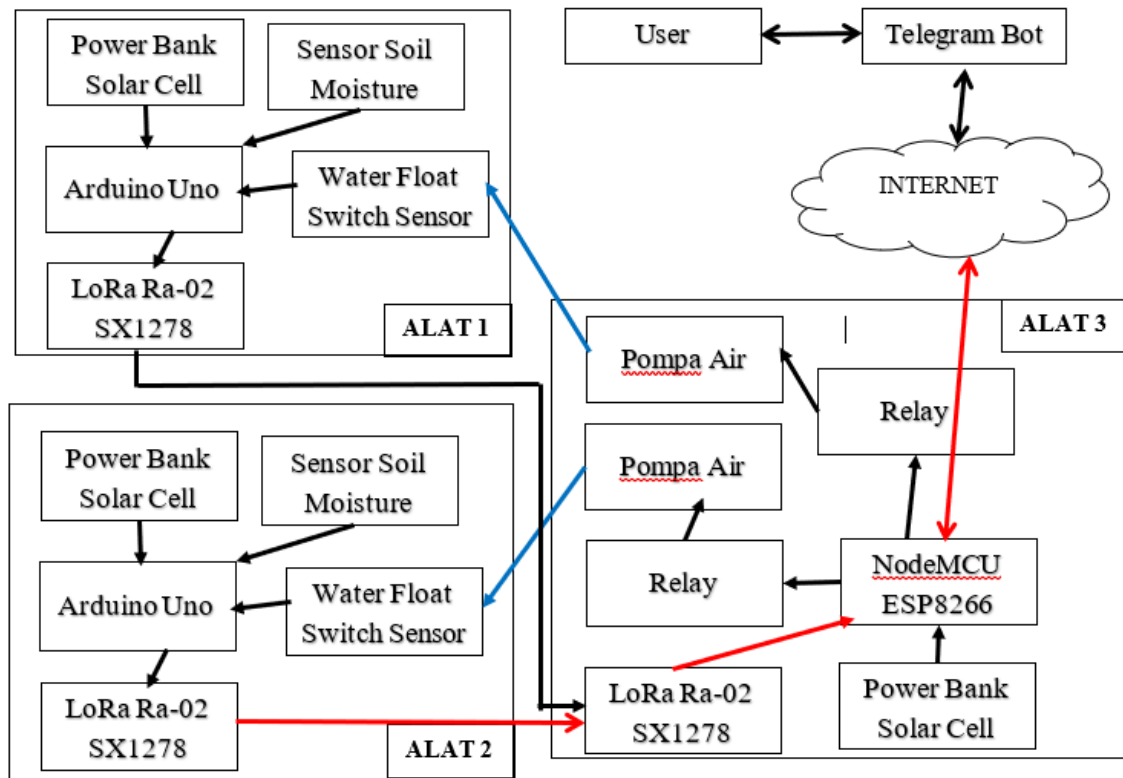 Power Bank
Solar Cell
Sensor Soil
Moisture
Arduino Uno
Water Float
Switch Sensor
LoRa Ra-02
SX1278
ALAT 1
User
Telegram Bot
INTERNET
Power Bank
Solar Cell
Sensor Soil
Moisture
Arduino Uno
Water Float
Switch Sensor
LoRa Ra-02
SX1278
ALAT 2
ALAT 3
Pompa Air
Relay
Pompa Air
Relay
NodeMCU
ESP8266
LoRa Ra-02
SX1278
Power Bank
Solar Cell